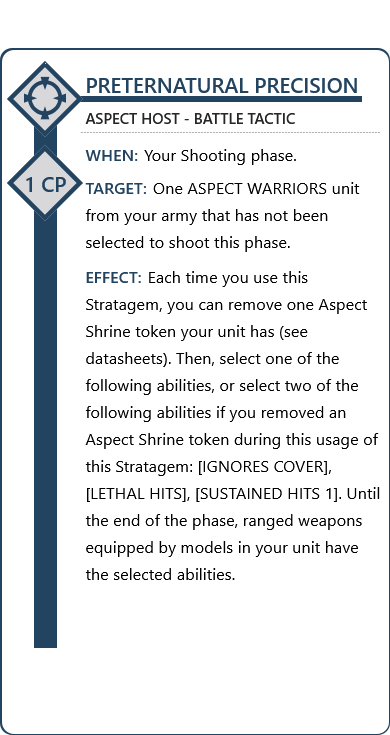 PRETERNATURAL PRECISION
ASPECT HOST - BATTLE TACTIC
WHEN: Your Shooting phase.
1 CP
TARGET: One ASPECT WARRIORS unit
from your army that has not been
selected to shoot this phase.
EFFECT: Each time you use this
Stratagem, you can remove one Aspect
Shrine token your unit has (see
datasheets). Then, select one of the
following abilities, or select two of the
following abilities if you removed an
Aspect Shrine token during this usage of
this Stratagem: [IGNORES COVER],
[LETHAL HITS], [SUSTAINED HITS 1]. Until
the end of the phase, ranged weapons
equipped by models in your unit have
the selected abilities.